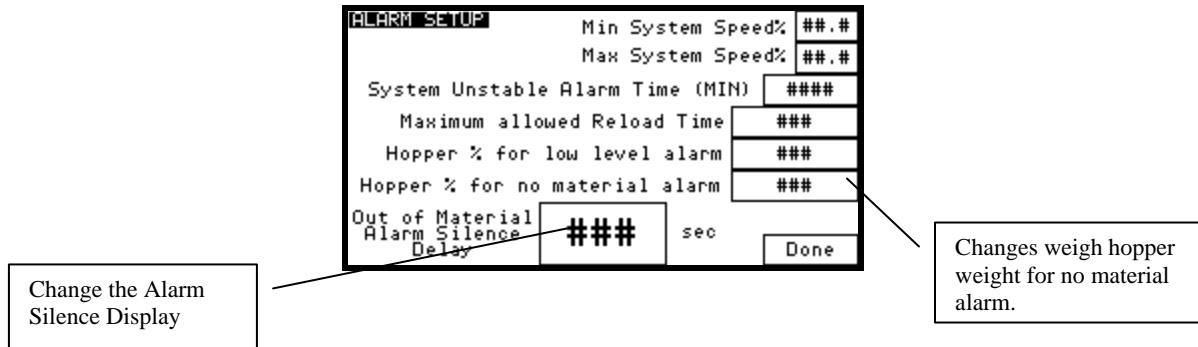 ALARM SETUP
Min System Speed% ##.#
Max System Speed% ##.#
System Unstable Alarm Time (MIN) ####
Maximum allowed Reload Time ###
Hopper % for low level alarm ###
Hopper % for no material alarm ###
Out of Material
Alarm Silence
Delay
### sec
Done
Change the Alarm
Silence Display
Changes weigh hopper
weight for no material
alarm.